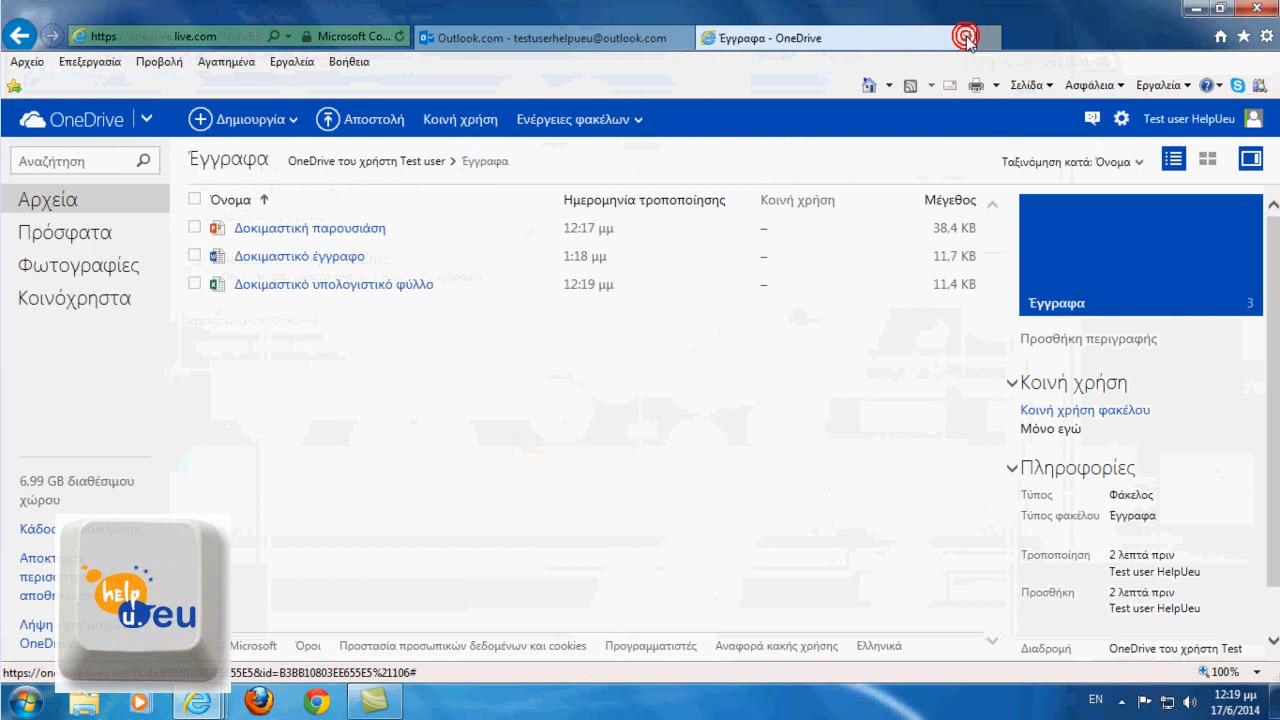 https://onedrive.live.com Microsoft Co...
Outlook.com - testuserhelpueu@outlook.com
Έγγραφα - OneDrive
Αρχείο Επεξεργασία Προβολή Αγαπημένα Εργαλεία Βοήθεια
Σελίδα Ασφάλεια Εργαλεία
OneDrive Δημιουργία Αποστολή Κοινή χρήση Ενέργειες φακέλων Test user HelpUeu
Αναζήτηση
Έγγραφα OneDrive του χρήστη Test user > Έγγραφα Ταξινόμηση κατά: Όνομα
Αρχεία
Πρόσφατα
Φωτογραφίες
Κοινόχρηστα
Όνομα Ημερομηνία τροποποίησης Κοινή χρήση Μέγεθος
Δοκιμαστική παρουσιάση 12:17 μμ – 38,4 KB
Δοκιμαστικό έγγραφο 1:18 μμ – 11,7 KB
Δοκιμαστικό υπολογιστικό φύλλο 12:19 μμ – 11,4 KB
Έγγραφα 3
Προσθήκη περιγραφής
Κοινή χρήση
Κοινή χρήση φακέλου
Μόνο εγώ
Πληροφορίες
Τύπος Φάκελος
Τύπος φακέλου Έγγραφα
Τροποποίηση 2 λεπτά πριν
Test user HelpUeu
Προσθήκη 2 λεπτά πριν
Test user HelpUeu
Διαδρομή OneDrive του χρήστη Test
6,99 GB διαθέσιμου
χώρου
help
u.eu
Microsoft Όροι Προστασία προσωπικών δεδομένων και cookies Προγραμματιστές Αναφορά κακής χρήσης Ελληνικά
100%
EN
12:19 μμ
17/6/2014